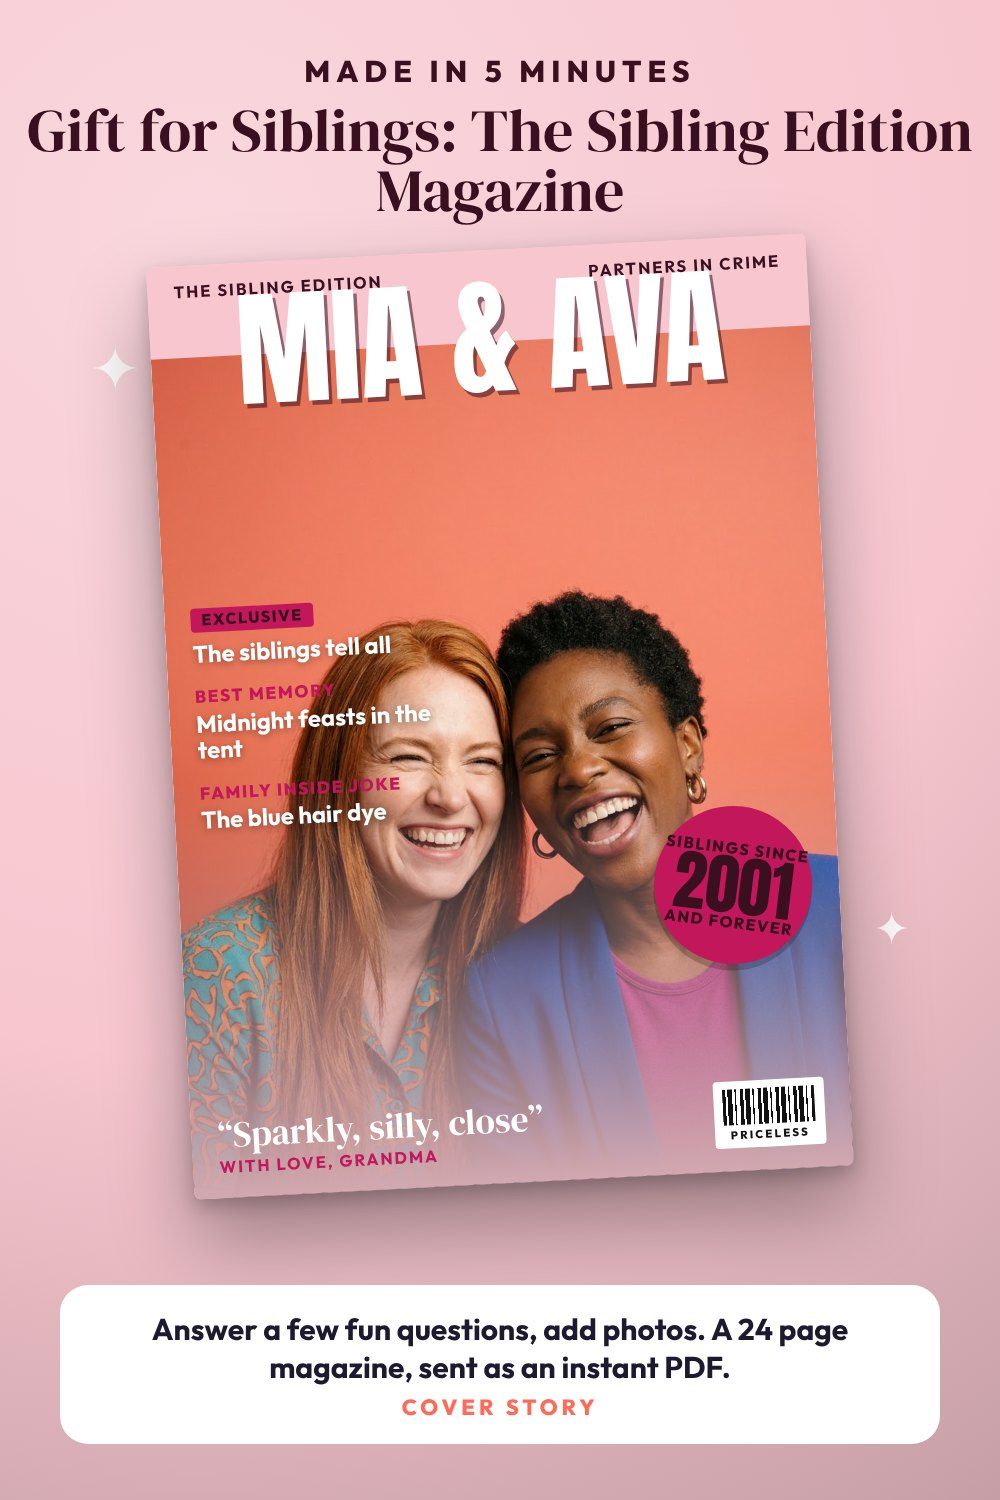 MADE IN 5 MINUTES
Gift for Siblings: The Sibling Edition
Magazine
THE SIBLING EDITION
PARTNERS IN CRIME
MIA & AVA
EXCLUSIVE
The siblings tell all
BEST MEMORY
Midnight feasts in the
tent
FAMILY INSIDE JOKE
The blue hair dye
SIBLINGS SINCE
2001
AND FOREVER
“Sparkly, silly, close”
WITH LOVE, GRANDMA
PRICELESS
Answer a few fun questions, add photos. A 24 page
magazine, sent as an instant PDF.
COVER STORY